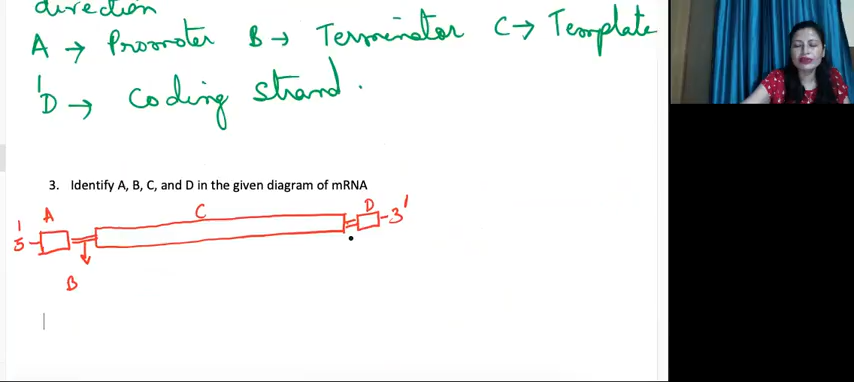 direction
A → Promoter B → Terminator C → Template
'D → Coding strand.
3. Identify A, B, C, and D in the given diagram of mRNA
A C D
5' 3'
B